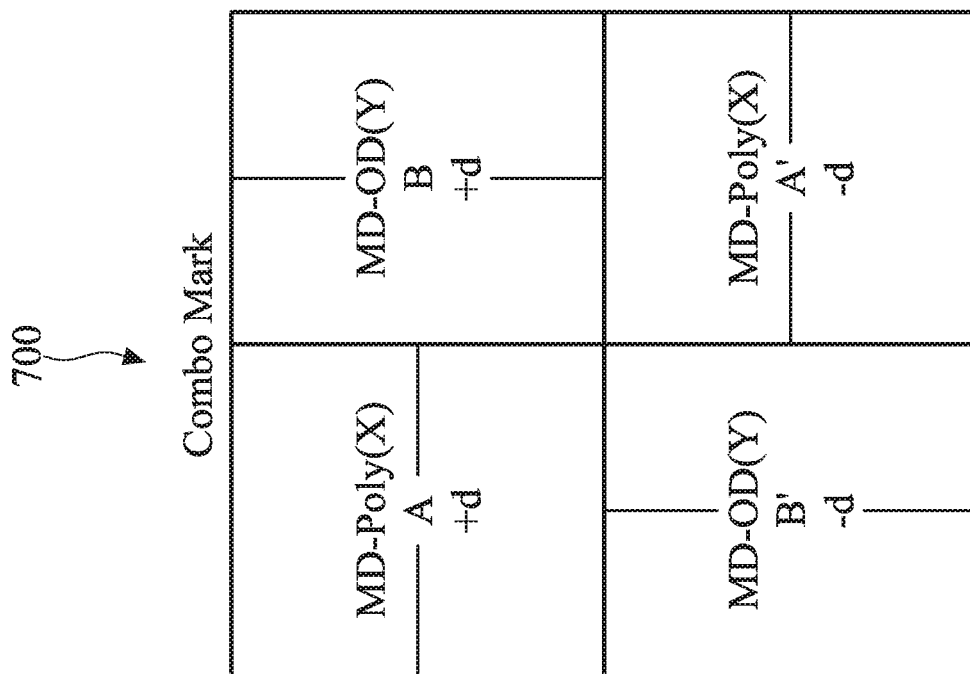 700
Combo Mark
MD-Poly(X)
A
+d
MD-OD(Y)
B
+d
MD-OD(Y)
B'
-d
MD-Poly(X)
A'
-d